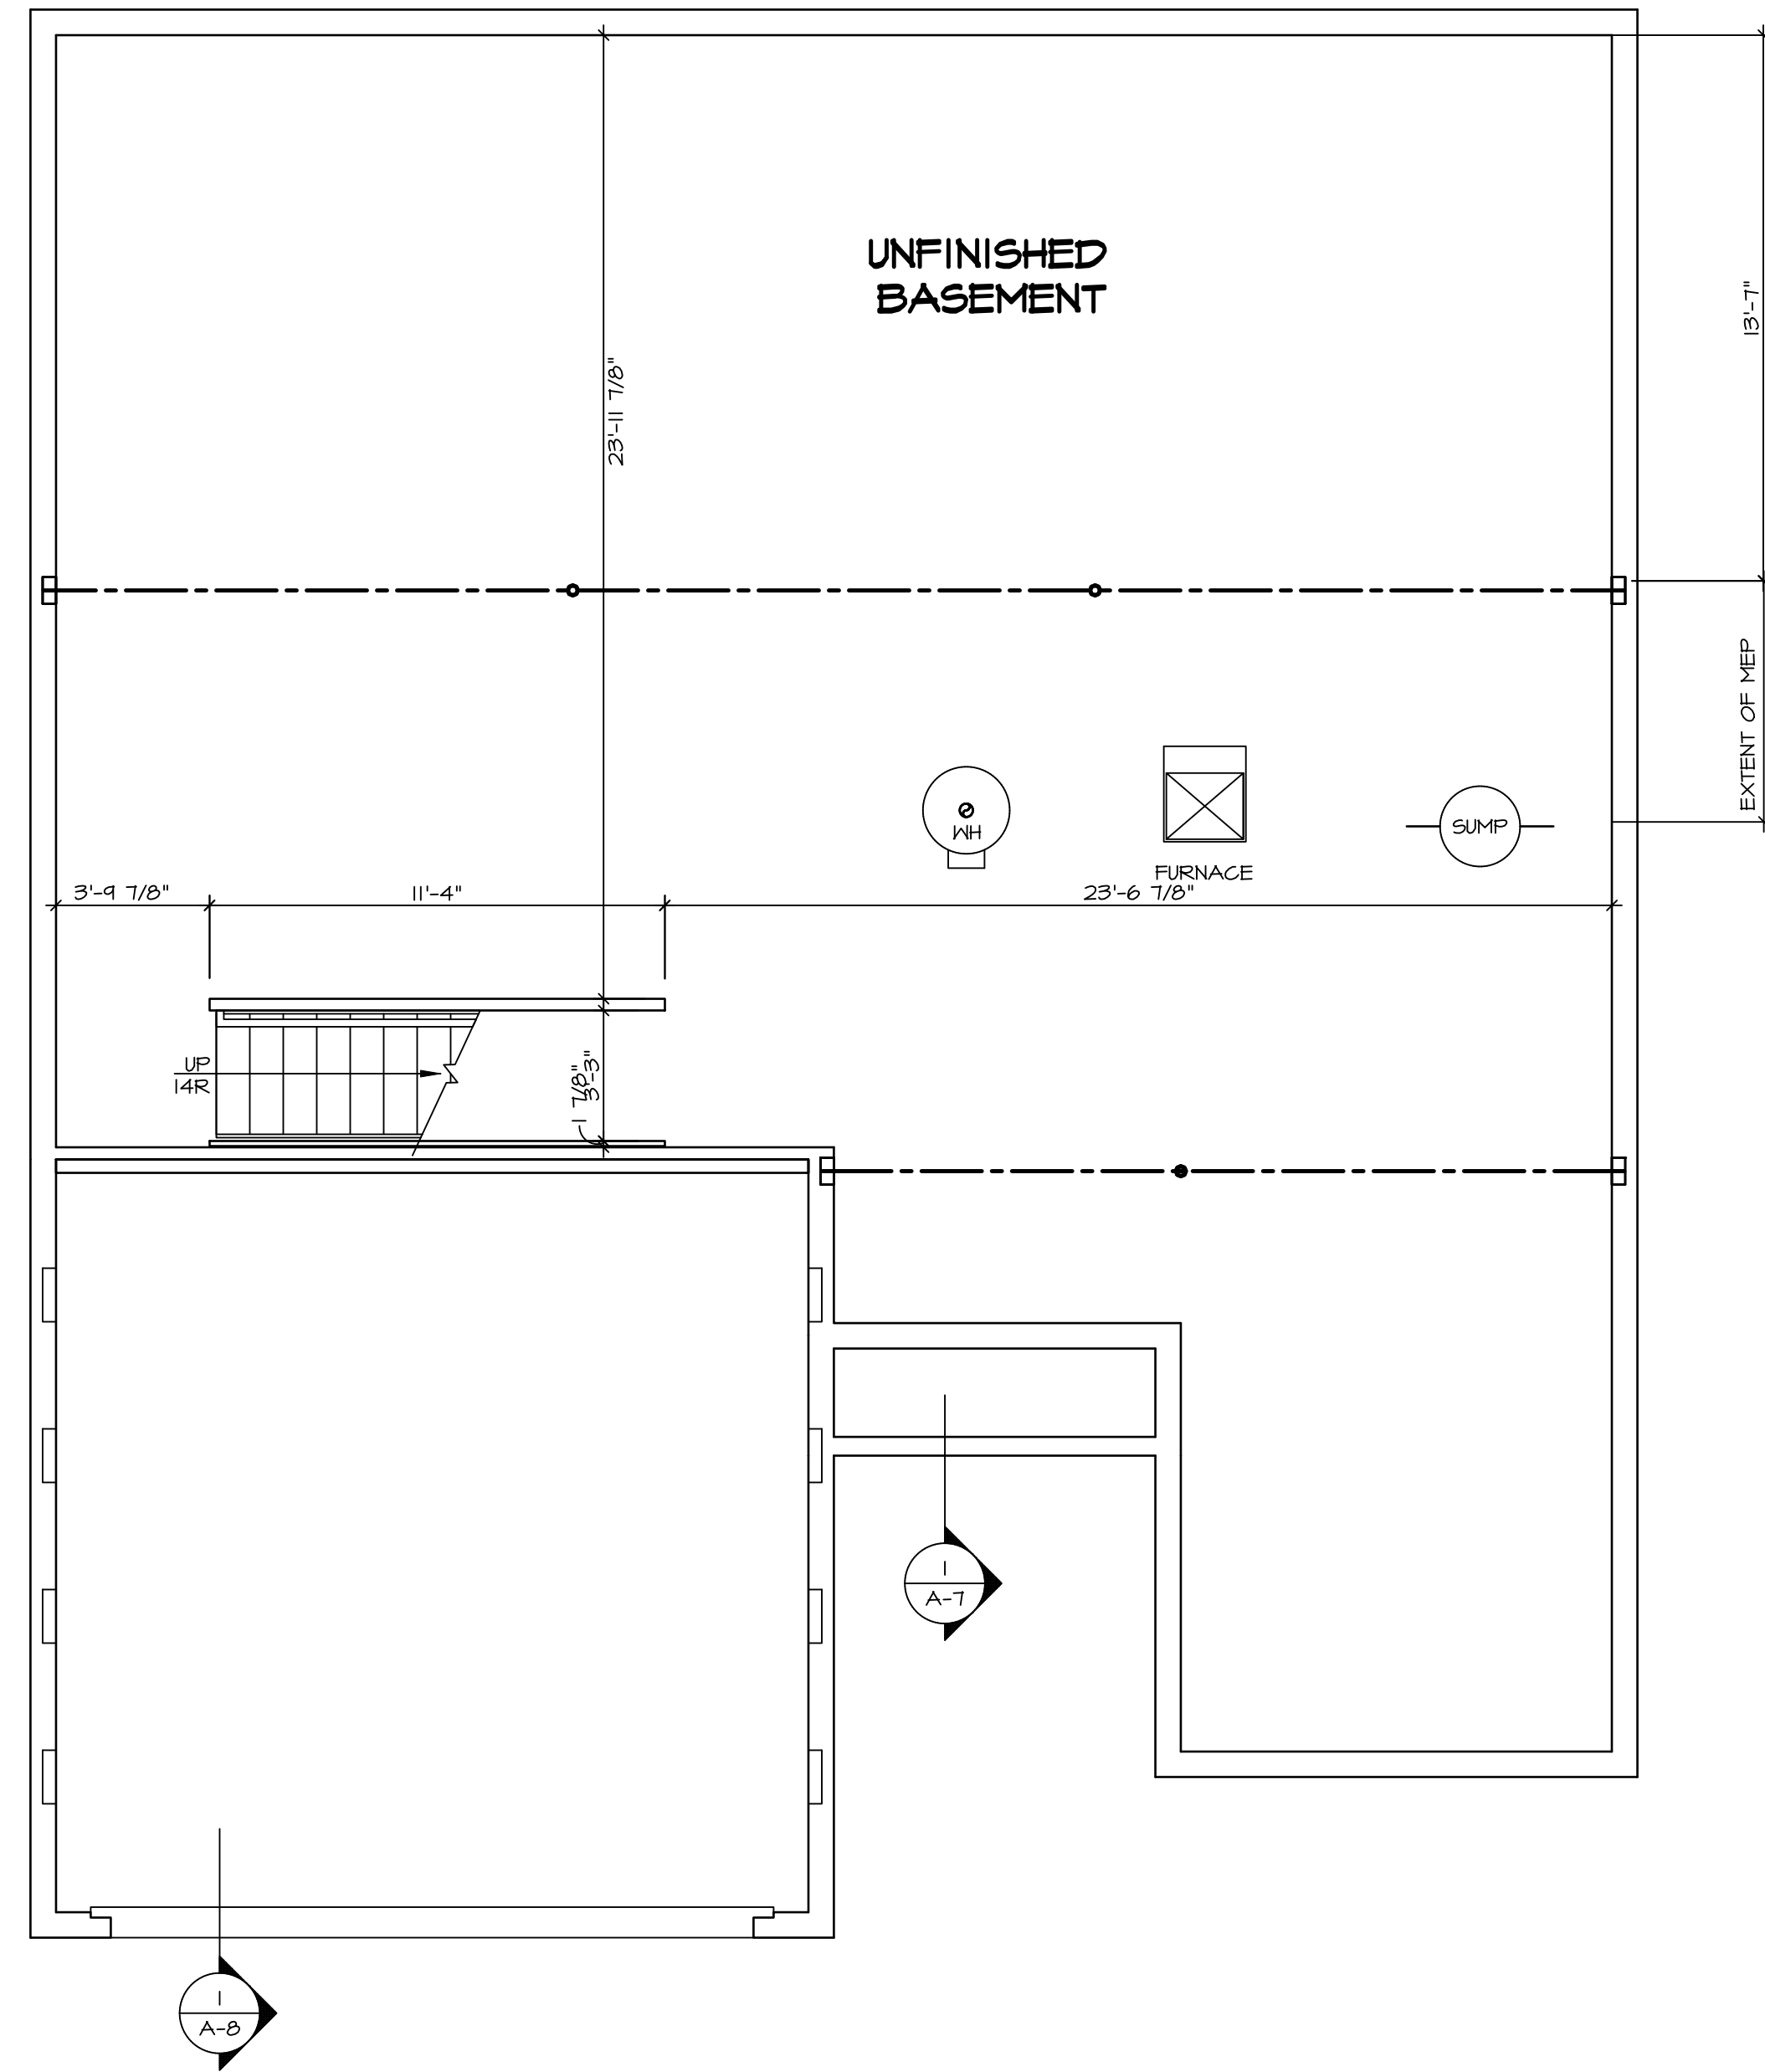 UNFINISHED
BASEMENT
13'-7"
23'-11 7/8"
EXTENT OF MEP
WH
SUMP
FURNACE
3'-9 7/8"
11'-4"
23'-6 7/8"
UP
14R
1 7/8"
3'-3"
1
A-7
1
A-8